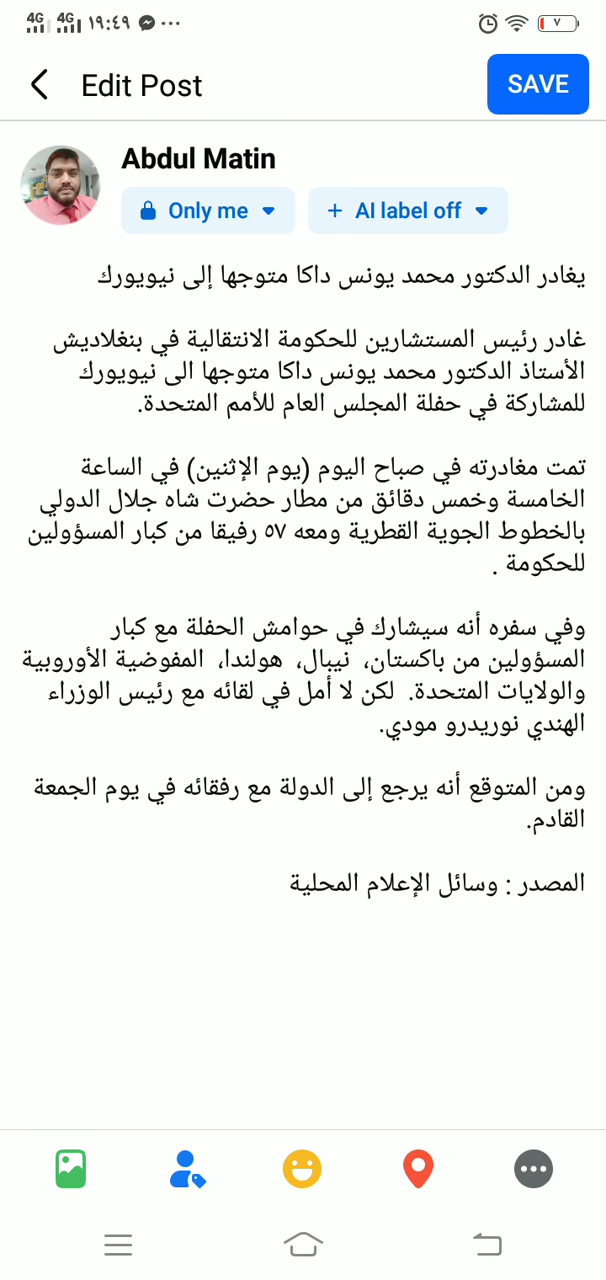 4G 4G ١٩:٤٩ ٧
Edit Post SAVE
Abdul Matin
Only me + AI label off
يغادر الدكتور محمد يونس داكا متوجها إلى نيويورك
غادر رئيس المستشارين للحكومة الانتقالية في بنغلاديش
الأستاذ الدكتور محمد يونس داكا متوجها الى نيويورك
للمشاركة في حفلة المجلس العام للأمم المتحدة.
تمت مغادرته في صباح اليوم (يوم الإثنين) في الساعة
الخامسة وخمس دقائق من مطار حضرت شاه جلال الدولي
بالخطوط الجوية القطرية ومعه ٥٧ رفيقا من كبار المسؤولين
للحكومة .
وفي سفره أنه سيشارك في حوامش الحفلة مع كبار
المسؤولين من باكستان، نيبال، هولندا، المفوضية الأوروبية
والولايات المتحدة. لكن لا أمل في لقائه مع رئيس الوزراء
الهندي نوريدرو مودي.
ومن المتوقع أنه يرجع إلى الدولة مع رفقائه في يوم الجمعة
القادم.
المصدر : وسائل الإعلام المحلية